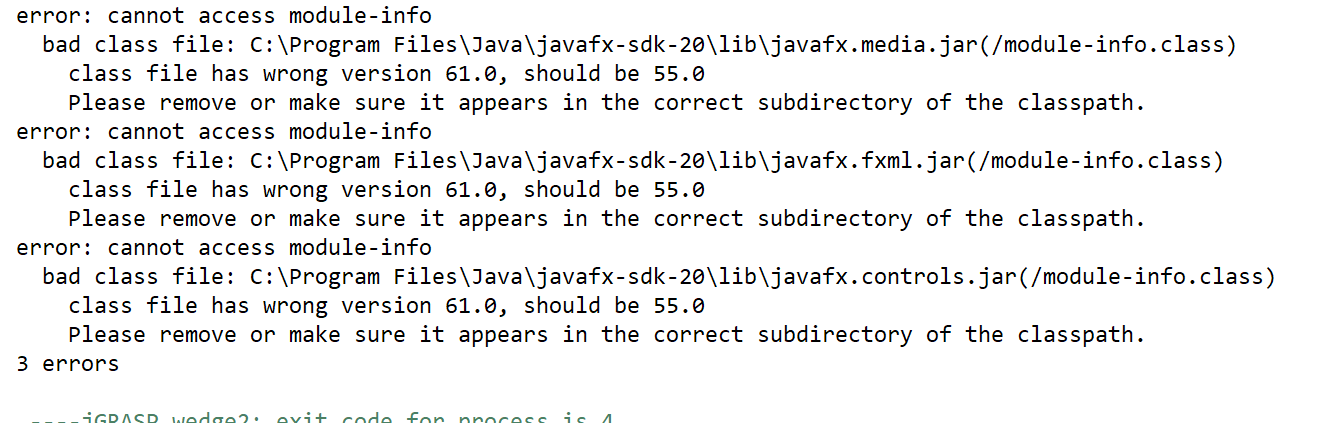 error: cannot access module-info
  bad class file: C:\Program Files\Java\javafx-sdk-20\lib\javafx.media.jar(/module-info.class)
    class file has wrong version 61.0, should be 55.0
    Please remove or make sure it appears in the correct subdirectory of the classpath.
error: cannot access module-info
  bad class file: C:\Program Files\Java\javafx-sdk-20\lib\javafx.fxml.jar(/module-info.class)
    class file has wrong version 61.0, should be 55.0
    Please remove or make sure it appears in the correct subdirectory of the classpath.
error: cannot access module-info
  bad class file: C:\Program Files\Java\javafx-sdk-20\lib\javafx.controls.jar(/module-info.class)
    class file has wrong version 61.0, should be 55.0
    Please remove or make sure it appears in the correct subdirectory of the classpath.
3 errors
----jGRASP wedge2: exit code for process is 4